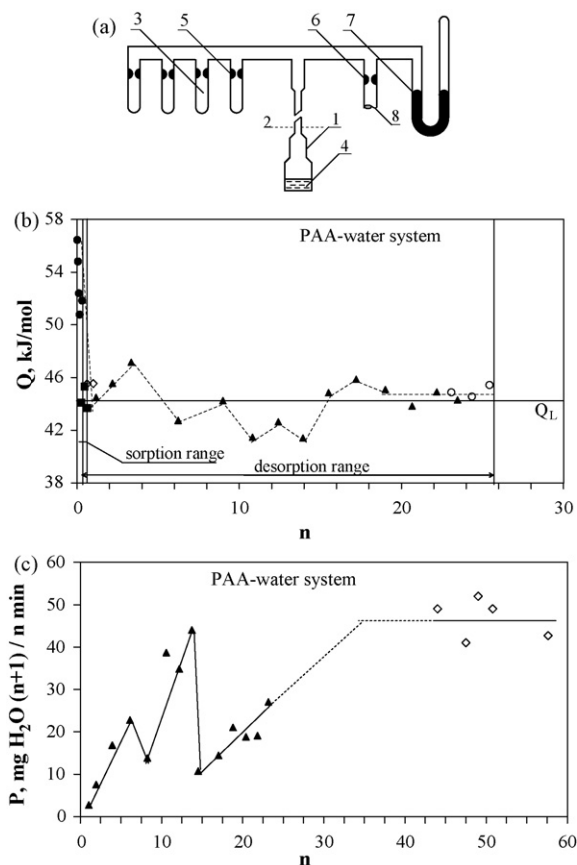 (a)
3
5
6
7
2
1
8
4
(b)
PAA-water system
Q, kJ/mol
58
54
50
46
42
38
Q_L
sorption range
desorption range
0 10 20 30
n
(c)
PAA-water system
P, mg H₂O (n+1) / n min
60
50
40
30
20
10
0
0 10 20 30 40 50 60
n